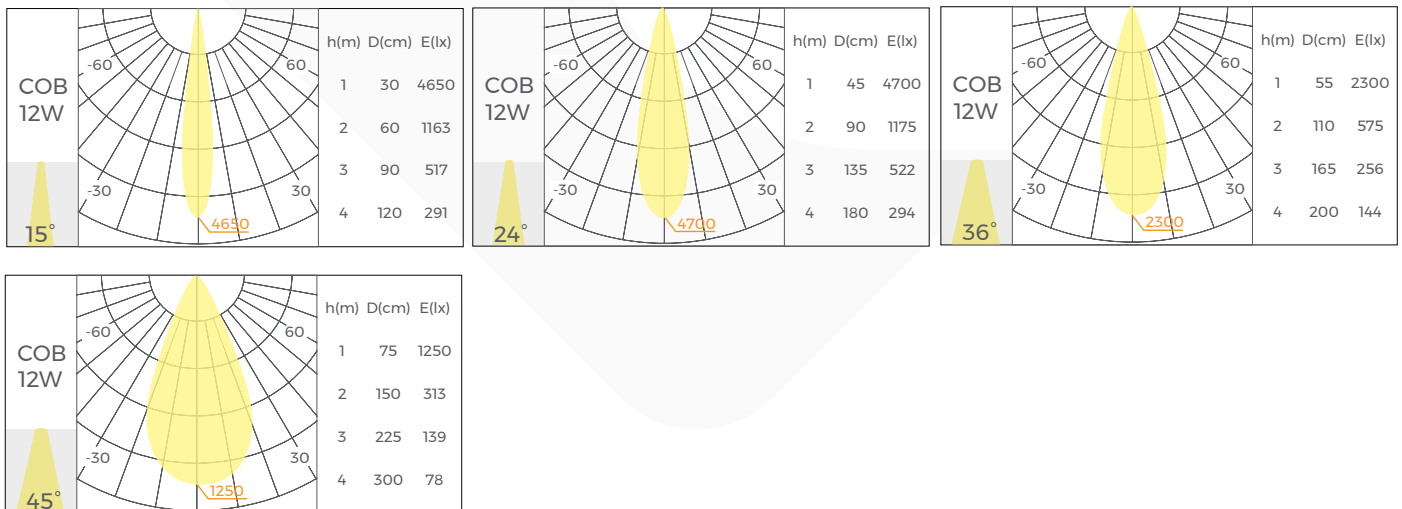 COB
12W
15°
-60
60
-30
30
4650
h(m) D(cm) E(lx)
1 30 4650
2 60 1163
3 90 517
4 120 291
COB
12W
24°
-60
60
-30
30
4700
h(m) D(cm) E(lx)
1 45 4700
2 90 1175
3 135 522
4 180 294
COB
12W
36°
-60
60
-30
30
2300
h(m) D(cm) E(lx)
1 55 2300
2 110 575
3 165 256
4 200 144
COB
12W
45°
-60
60
-30
30
1250
h(m) D(cm) E(lx)
1 75 1250
2 150 313
3 225 139
4 300 78